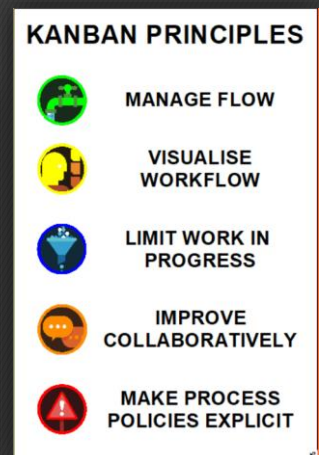 KANBAN PRINCIPLES
MANAGE FLOW
VISUALISE
WORKFLOW
LIMIT WORK IN
PROGRESS
IMPROVE
COLLABORATIVELY
MAKE PROCESS
POLICIES EXPLICIT